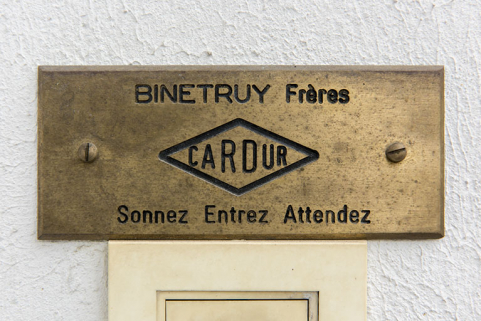 BINETRUY Frères
CARDUR
Sonnez Entrez Attendez